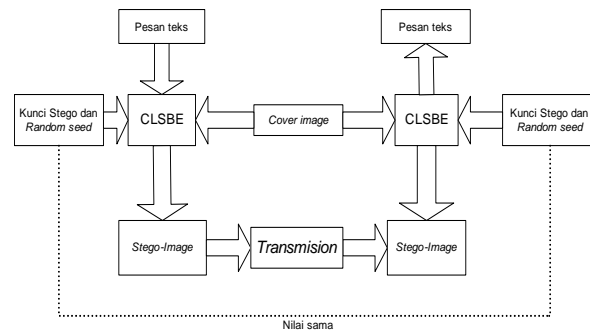 Pesan teks
Pesan teks
Kunci Stego dan
Random seed
CLSBE
Cover image
CLSBE
Kunci Stego dan
Random seed
Stego-Image
Transmision
Stego-Image
Nilai sama